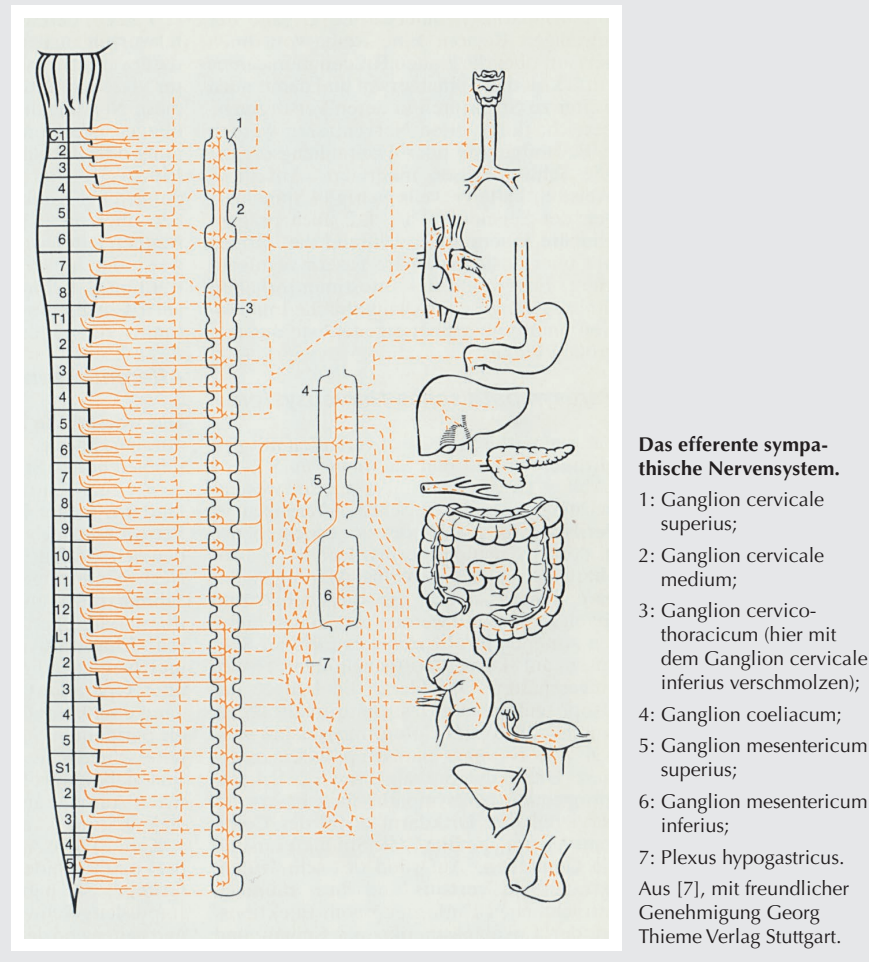 C1
2
3
4
5
6
7
8
T1
2
3
4
5
6
7
8
9
10
11
12
L1
2
3
4
5
S1
2
3
4
5
1
2
3
4
5
6
7
Das efferente sympa-
thische Nervensystem.
1: Ganglion cervicale
superius;
2: Ganglion cervicale
medium;
3: Ganglion cervico-
thoracicum (hier mit
dem Ganglion cervicale
inferius verschmolzen);
4: Ganglion coeliacum;
5: Ganglion mesentericum
superius;
6: Ganglion mesentericum
inferius;
7: Plexus hypogastricus.
Aus [7], mit freundlicher
Genehmigung Georg
Thieme Verlag Stuttgart.